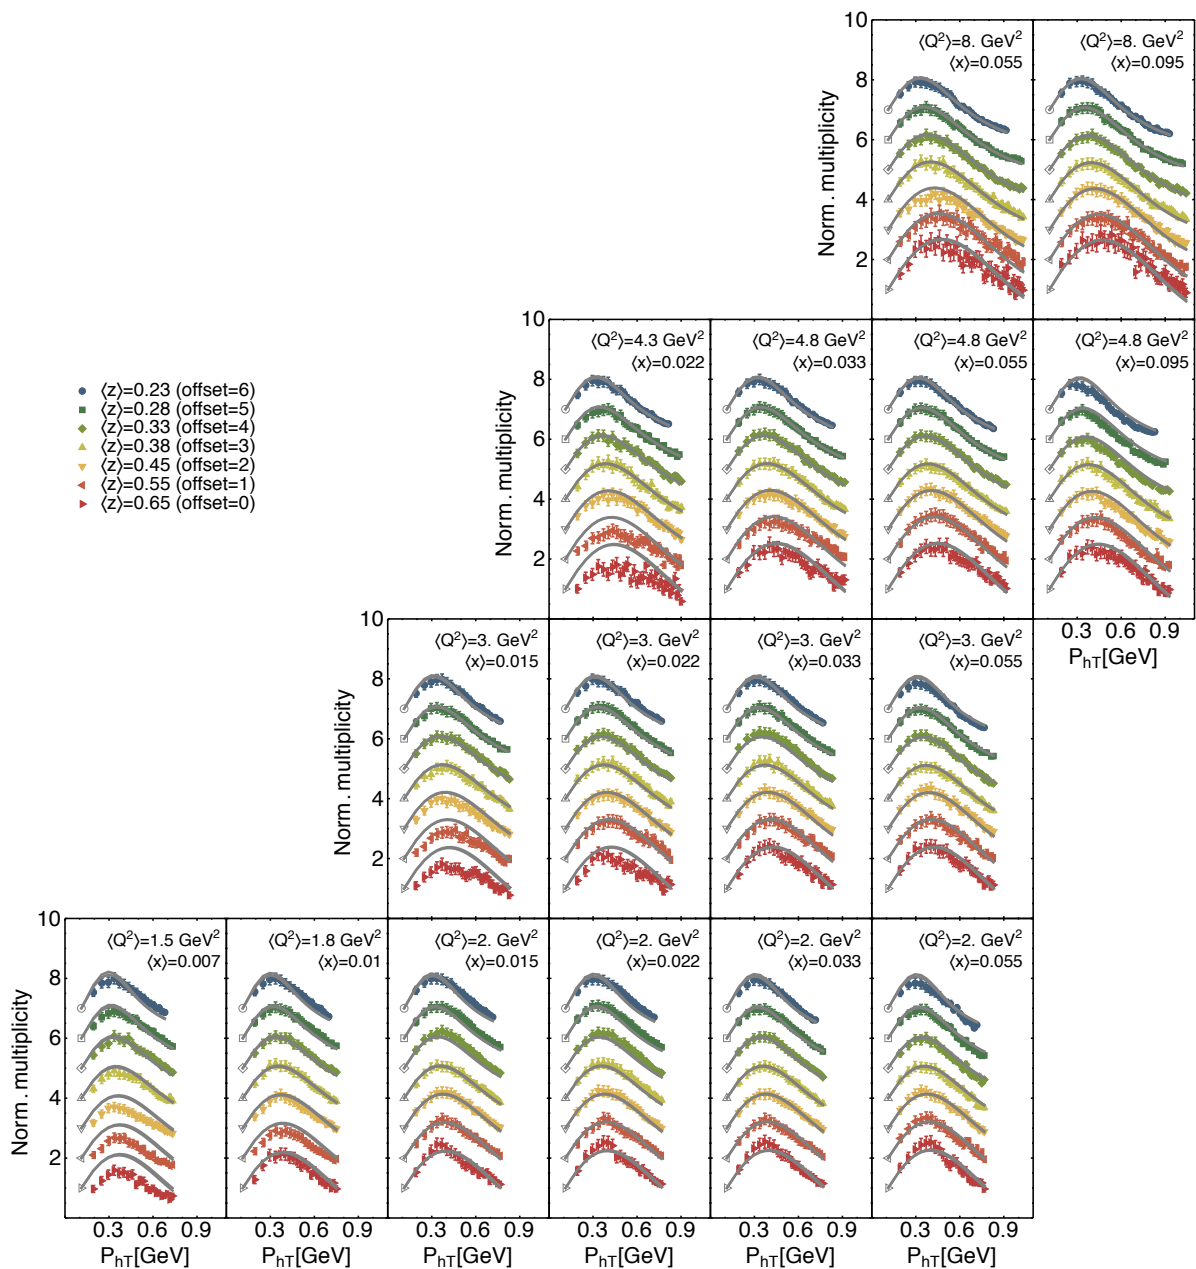 10
8
6
4
2
Norm. multiplicity
⟨Q²⟩=8. GeV²
⟨x⟩=0.055
⟨Q²⟩=8. GeV²
⟨x⟩=0.095
⟨z⟩=0.23 (offset=6)
⟨z⟩=0.28 (offset=5)
⟨z⟩=0.33 (offset=4)
⟨z⟩=0.38 (offset=3)
⟨z⟩=0.45 (offset=2)
⟨z⟩=0.55 (offset=1)
⟨z⟩=0.65 (offset=0)
10
8
6
4
2
Norm. multiplicity
⟨Q²⟩=4.3 GeV²
⟨x⟩=0.022
⟨Q²⟩=4.8 GeV²
⟨x⟩=0.033
⟨Q²⟩=4.8 GeV²
⟨x⟩=0.055
⟨Q²⟩=4.8 GeV²
⟨x⟩=0.095
0.3 0.6 0.9
P_hT[GeV]
10
8
6
4
2
Norm. multiplicity
⟨Q²⟩=3. GeV²
⟨x⟩=0.015
⟨Q²⟩=3. GeV²
⟨x⟩=0.022
⟨Q²⟩=3. GeV²
⟨x⟩=0.033
⟨Q²⟩=3. GeV²
⟨x⟩=0.055
10
8
6
4
2
Norm. multiplicity
⟨Q²⟩=1.5 GeV²
⟨x⟩=0.007
⟨Q²⟩=1.8 GeV²
⟨x⟩=0.01
⟨Q²⟩=2. GeV²
⟨x⟩=0.015
⟨Q²⟩=2. GeV²
⟨x⟩=0.022
⟨Q²⟩=2. GeV²
⟨x⟩=0.033
⟨Q²⟩=2. GeV²
⟨x⟩=0.055
0.3 0.6 0.9 0.3 0.6 0.9 0.3 0.6 0.9 0.3 0.6 0.9 0.3 0.6 0.9 0.3 0.6 0.9
P_hT[GeV] P_hT[GeV] P_hT[GeV] P_hT[GeV] P_hT[GeV] P_hT[GeV]